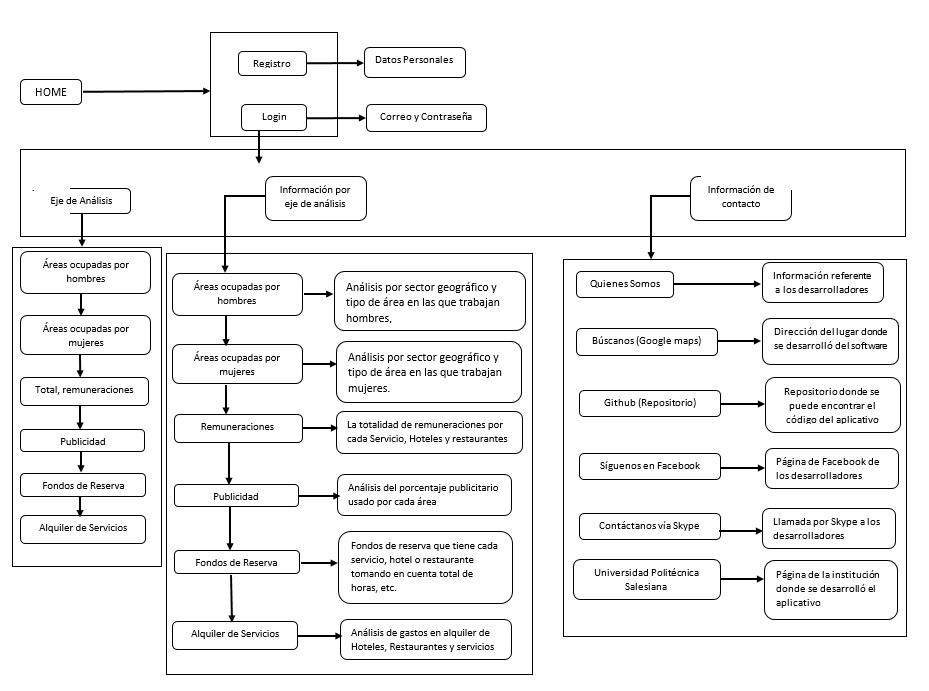 HOME
Registro
Datos Personales
Login
Correo y Contraseña
Eje de Análisis
Información por
eje de análisis
Información de
contacto
Áreas ocupadas por
hombres
Áreas ocupadas por
mujeres
Total, remuneraciones
Publicidad
Fondos de Reserva
Alquiler de Servicios
Áreas ocupadas por
hombres
Análisis por sector geográfico y
tipo de área en las que trabajan
hombres,
Áreas ocupadas por
mujeres
Análisis por sector geográfico y
tipo de área en las que trabajan
mujeres.
Remuneraciones
La totalidad de remuneraciones por
cada Servicio, Hoteles y restaurantes
Publicidad
Análisis del porcentaje publicitario
usado por cada área
Fondos de Reserva
Fondos de reserva que tiene cada
servicio, hotel o restaurante
tomando en cuenta total de
horas, etc.
Alquiler de Servicios
Análisis de gastos en alquiler de
Hoteles, Restaurantes y servicios
Quienes Somos
Información referente
a los desarrolladores
Búscanos (Google maps)
Dirección del lugar donde
se desarrolló del software
Github (Repositorio)
Repositorio donde se
puede encontrar el
código del aplicativo
Síguenos en Facebook
Página de Facebook de
los desarrolladores
Contáctanos vía Skype
Llamada por Skype a los
desarrolladores
Universidad Politécnica
Salesiana
Página de la institución
donde se desarrolló el
aplicativo